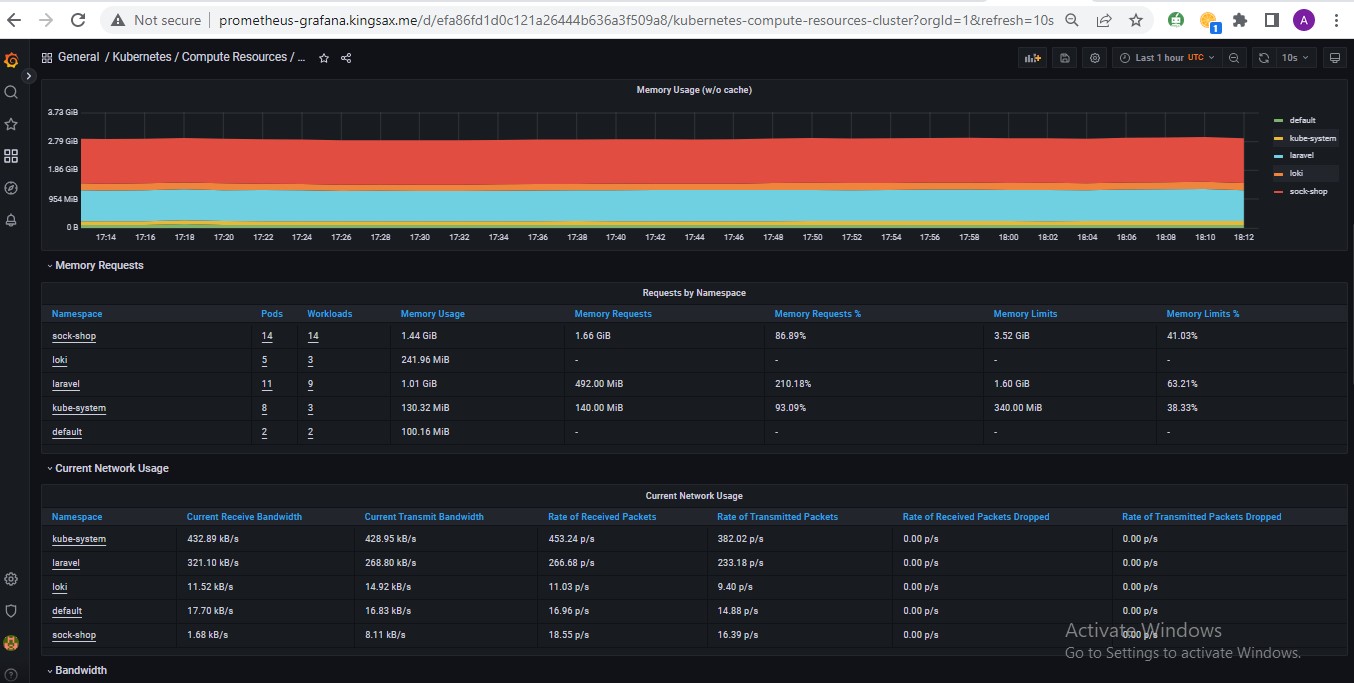 Not secure | prometheus-grafana.kingsax.me/d/efa86fd1d0c121a26444b636a3f509a8/kubernetes-compute-resources-cluster?orgId=1&refresh=10s 1 A
General / Kubernetes / Compute Resources / ... Last 1 hour UTC 10s
Memory Usage (w/o cache)
3.73 GiB
2.79 GiB
1.86 GiB
954 MiB
0 B
17:14 17:16 17:18 17:20 17:22 17:24 17:26 17:28 17:30 17:32 17:34 17:36 17:38 17:40 17:42 17:44 17:46 17:48 17:50 17:52 17:54 17:56 17:58 18:00 18:02 18:04 18:06 18:08 18:10 18:12
default
kube-system
laravel
loki
sock-shop
Memory Requests
Requests by Namespace
Namespace Pods Workloads Memory Usage Memory Requests Memory Requests % Memory Limits Memory Limits %
sock-shop 14 14 1.44 GiB 1.66 GiB 86.89% 3.52 GiB 41.03%
loki 5 3 241.96 MiB - - - -
laravel 11 9 1.01 GiB 492.00 MiB 210.18% 1.60 GiB 63.21%
kube-system 8 3 130.32 MiB 140.00 MiB 93.09% 340.00 MiB 38.33%
default 2 2 100.16 MiB - - - -
Current Network Usage
Current Network Usage
Namespace Current Receive Bandwidth Current Transmit Bandwidth Rate of Received Packets Rate of Transmitted Packets Rate of Received Packets Dropped Rate of Transmitted Packets Dropped
kube-system 432.89 kB/s 428.95 kB/s 453.24 p/s 382.02 p/s 0.00 p/s 0.00 p/s
laravel 321.10 kB/s 268.80 kB/s 266.68 p/s 233.18 p/s 0.00 p/s 0.00 p/s
loki 11.52 kB/s 14.92 kB/s 11.03 p/s 9.40 p/s 0.00 p/s 0.00 p/s
default 17.70 kB/s 16.83 kB/s 16.96 p/s 14.88 p/s 0.00 p/s 0.00 p/s
sock-shop 1.68 kB/s 8.11 kB/s 18.55 p/s 16.39 p/s 0.00 p/s 0.00 p/s
Activate Windows
Go to Settings to activate Windows.
Bandwidth